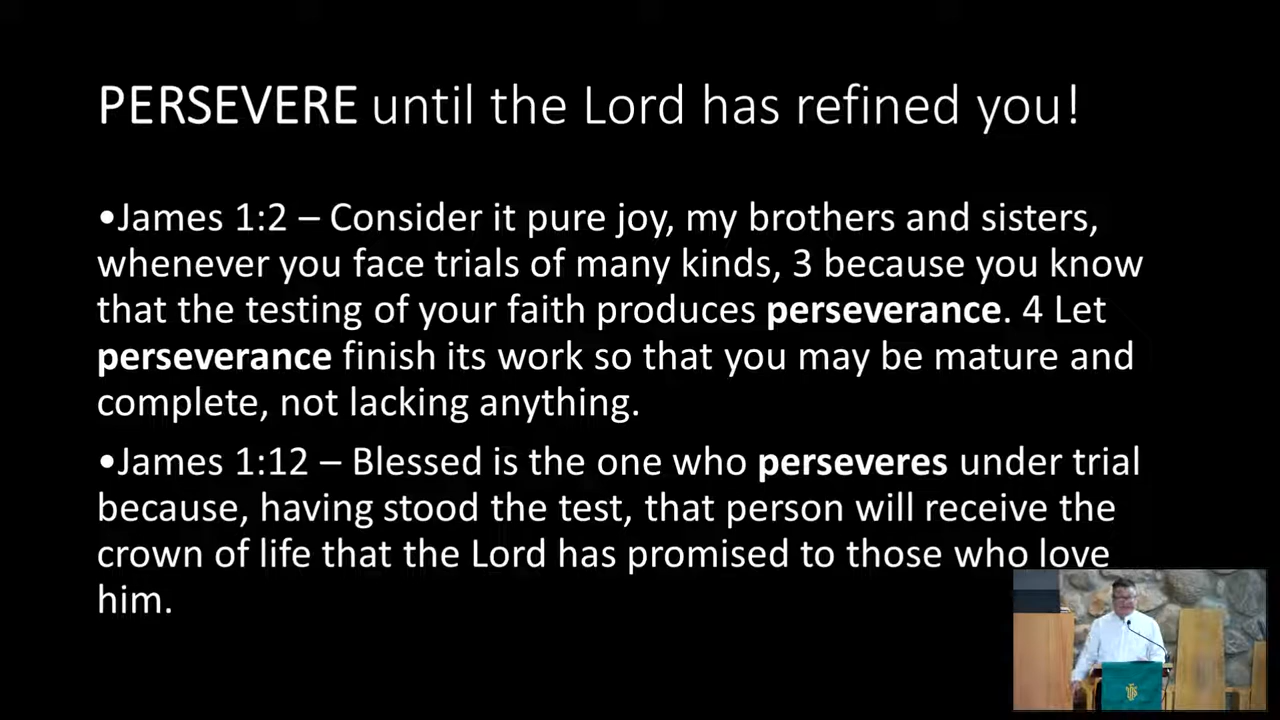 PERSEVERE until the Lord has refined you!
•James 1:2 – Consider it pure joy, my brothers and sisters,
whenever you face trials of many kinds, 3 because you know
that the testing of your faith produces perseverance. 4 Let
perseverance finish its work so that you may be mature and
complete, not lacking anything.
•James 1:12 – Blessed is the one who perseveres under trial
because, having stood the test, that person will receive the
crown of life that the Lord has promised to those who love
him.